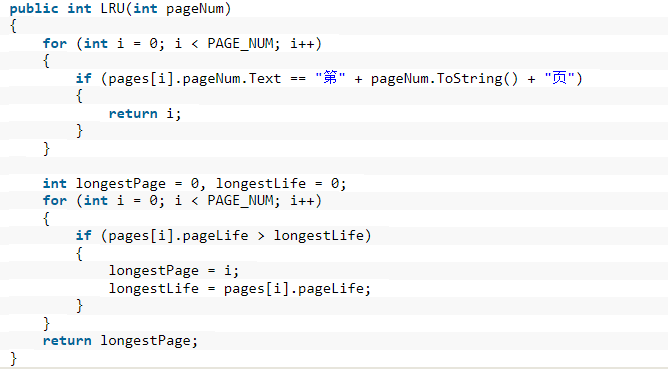 public int LRU(int pageNum)
{
    for (int i = 0; i < PAGE_NUM; i++)
    {
        if (pages[i].pageNum.Text == "第" + pageNum.ToString() + "页")
        {
            return i;
        }
    }

    int longestPage = 0, longestLife = 0;
    for (int i = 0; i < PAGE_NUM; i++)
    {
        if (pages[i].pageLife > longestLife)
        {
            longestPage = i;
            longestLife = pages[i].pageLife;
        }
    }
    return longestPage;
}